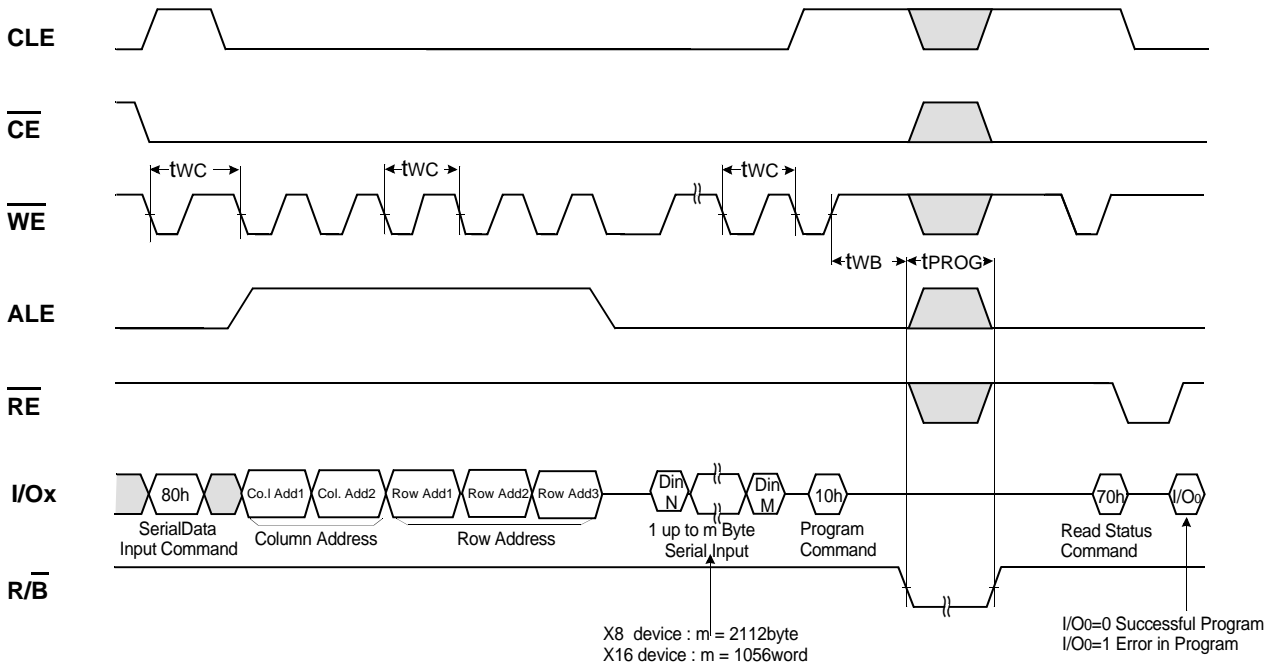 CLE
CE
tWC
tWC
tWC
WE
tWB
tPROG
ALE
RE
I/Ox
80h
Co.l Add1
Col. Add2
Row Add1
Row Add2
Row Add3
Din
N
Din
M
10h
70h
I/O0
SerialData
Input Command
Column Address
Row Address
1 up to m Byte
Serial Input
Program
Command
Read Status
Command
R/B
X8 device : m = 2112byte
X16 device : m = 1056word
I/O0=0 Successful Program
I/O0=1 Error in Program